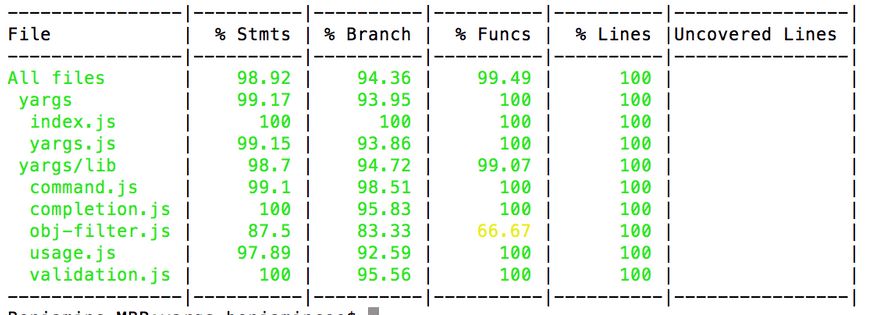 ---------------|----------|----------|----------|----------|----------------|
File | % Stmts | % Branch | % Funcs | % Lines |Uncovered Lines |
---------------|----------|----------|----------|----------|----------------|
All files | 98.92 | 94.36 | 99.49 | 100 | |
yargs | 99.17 | 93.95 | 100 | 100 | |
index.js | 100 | 100 | 100 | 100 | |
yargs.js | 99.15 | 93.86 | 100 | 100 | |
yargs/lib | 98.7 | 94.72 | 99.07 | 100 | |
command.js | 99.1 | 98.51 | 100 | 100 | |
completion.js | 100 | 95.83 | 100 | 100 | |
obj-filter.js | 87.5 | 83.33 | 66.67 | 100 | |
usage.js | 97.89 | 92.59 | 100 | 100 | |
validation.js | 100 | 95.56 | 100 | 100 | |
---------------|----------|----------|----------|----------|----------------|